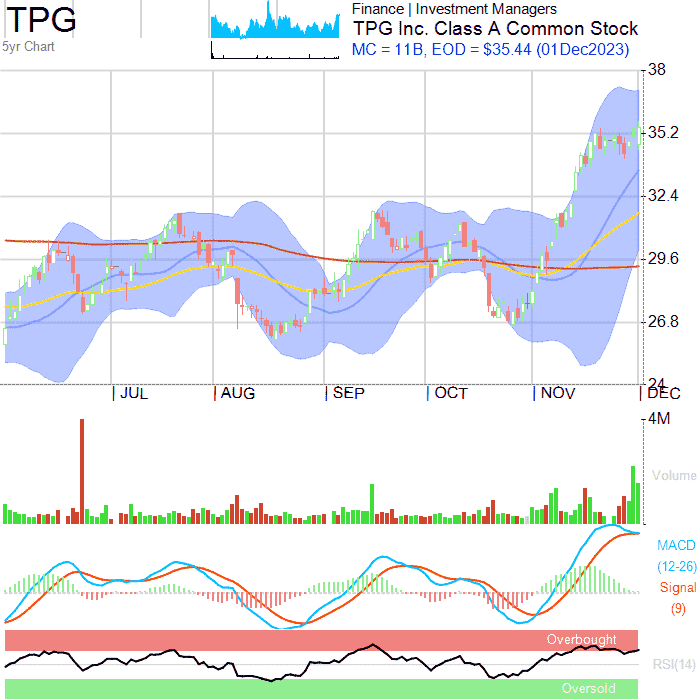 TPG
5yr Chart
Finance | Investment Managers
TPG Inc. Class A Common Stock
MC = 11B, EOD = $35.44 (01Dec2023)
38
35.2
32.4
29.6
26.8
24
JUL AUG SEP OCT NOV DEC
4M
Volume
MACD
(12-26)
Signal
(9)
Overbought
RSI(14)
Oversold